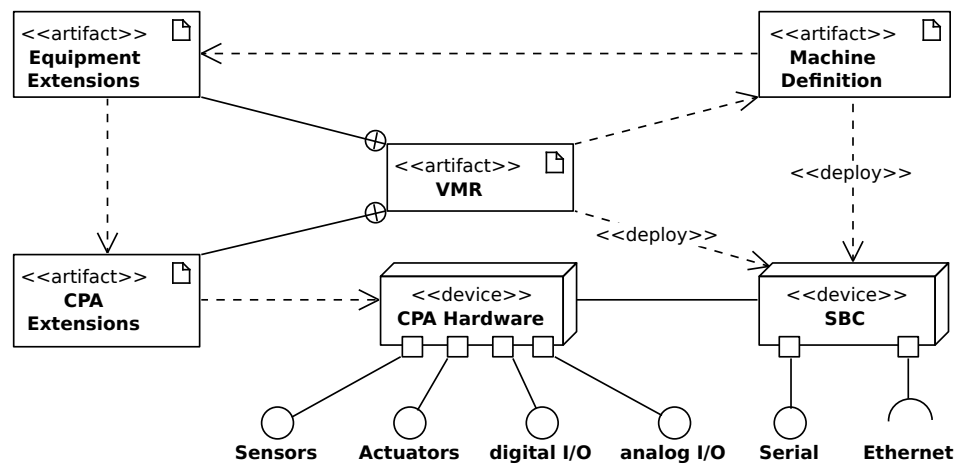 <<artifact>>
Equipment
Extensions
<<artifact>>
Machine
Definition
<<artifact>>
VMR
<<deploy>>
<<deploy>>
<<artifact>>
CPA
Extensions
<<device>>
CPA Hardware
<<device>>
SBC
Sensors
Actuators
digital I/O
analog I/O
Serial
Ethernet